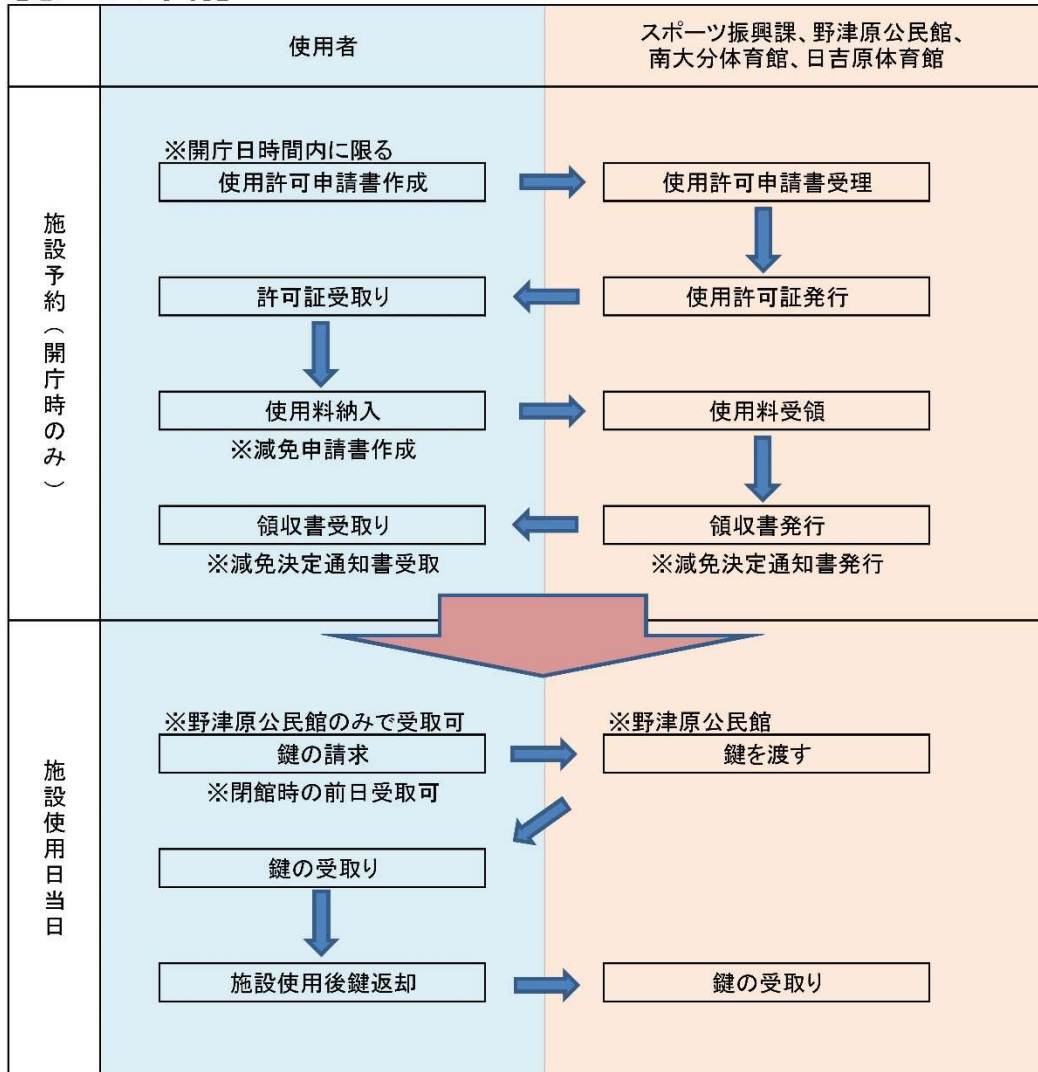 使用者
スポーツ振興課、野津原公民館、
南大分体育館、日吉原体育館
施設予約(開庁時のみ)
※開庁日時間内に限る
使用許可申請書作成
使用許可申請書受理
許可証受取り
使用許可証発行
使用料納入
使用料受領
※減免申請書作成
領収書受取り
領収書発行
※減免決定通知書受取
※減免決定通知書発行
施設使用日当日
※野津原公民館のみで受取可
※野津原公民館
鍵の請求
鍵を渡す
※閉館時の前日受取可
鍵の受取り
施設使用後鍵返却
鍵の受取り